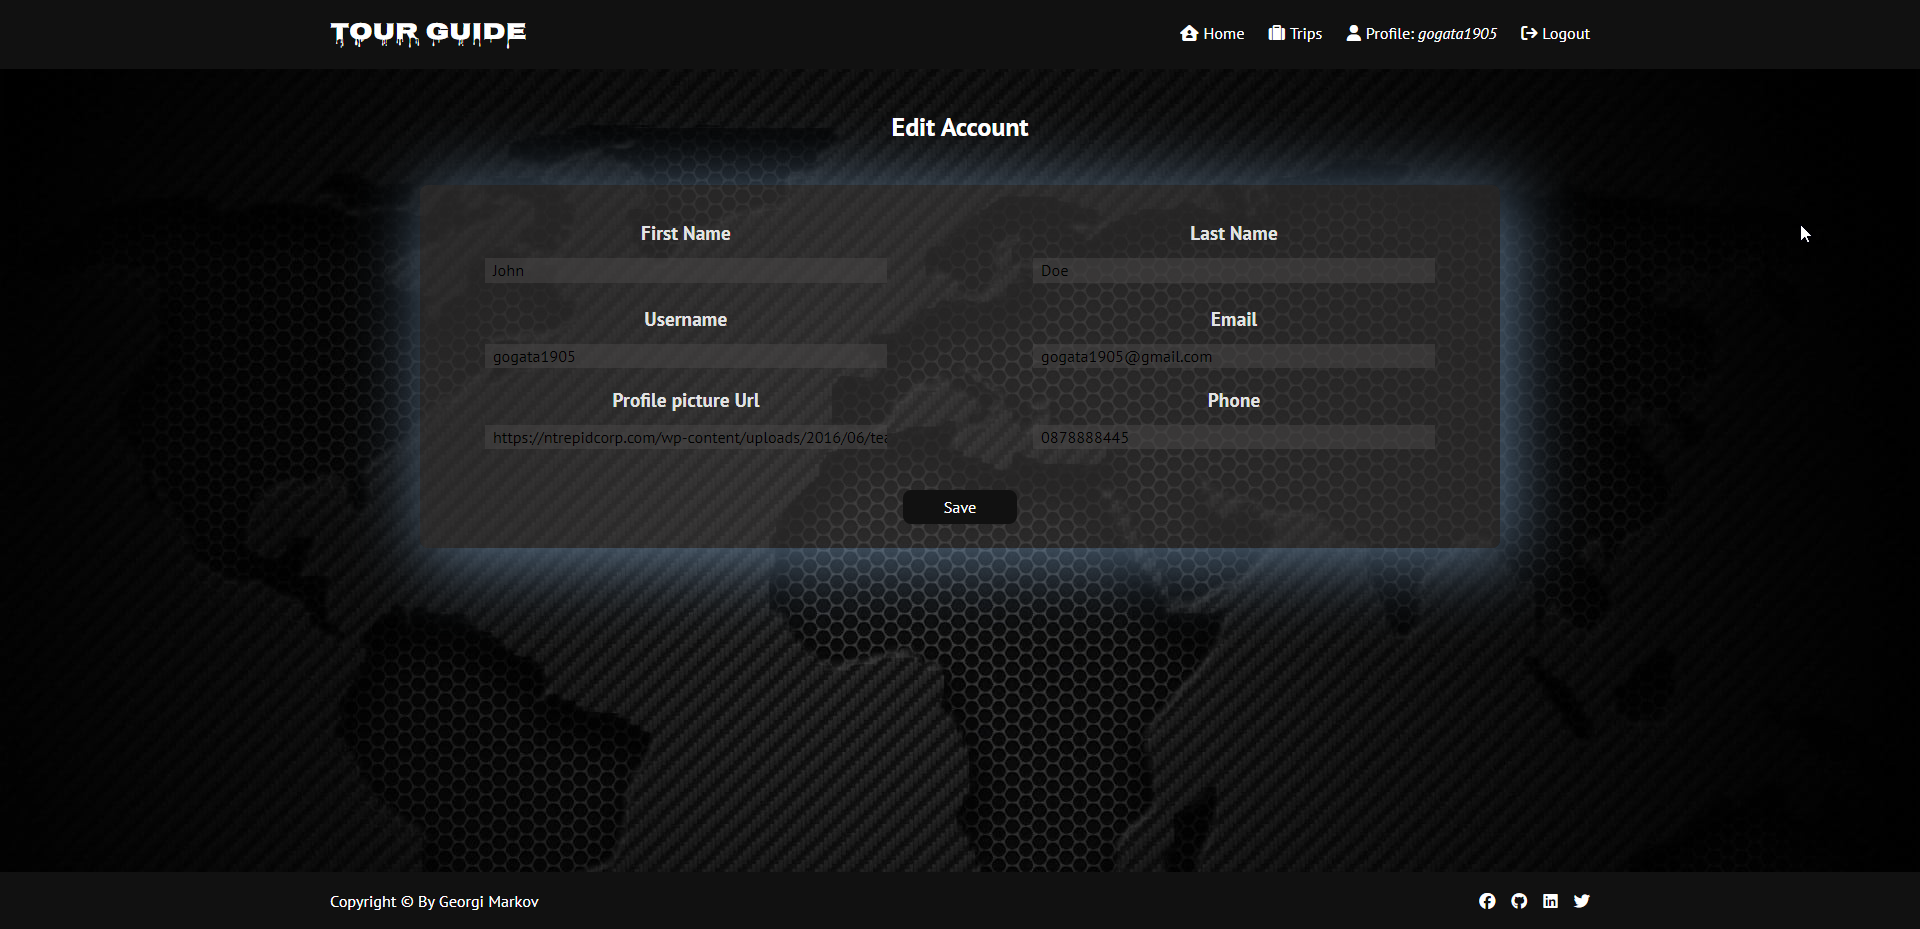 TOUR GUIDE
Home Trips Profile: gogata1905 Logout
Edit Account
First Name Last Name
John Doe
Username Email
gogata1905 gogata1905@gmail.com
Profile picture Url Phone
https://ntrepidcorp.com/wp-content/uploads/2016/06/tea 0878888445
Save
Copyright © By Georgi Markov